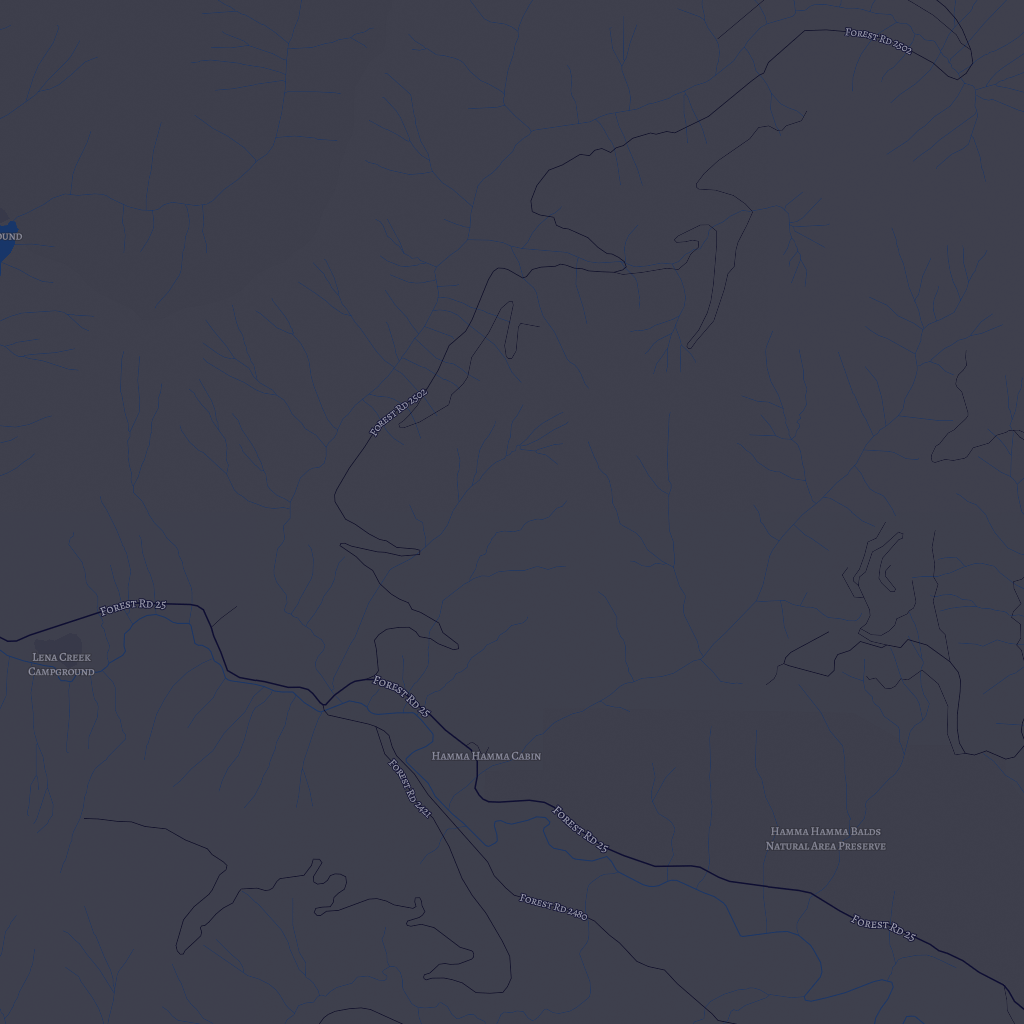 Forest Rd 2502
OUND
Forest Rd 2502
Forest Rd 25
Lena Creek
Campground
Forest Rd 25
Hamma Hamma Cabin
Forest Rd 2421
Forest Rd 25
Hamma Hamma Balds
Natural Area Preserve
Forest Rd 2480
Forest Rd 25